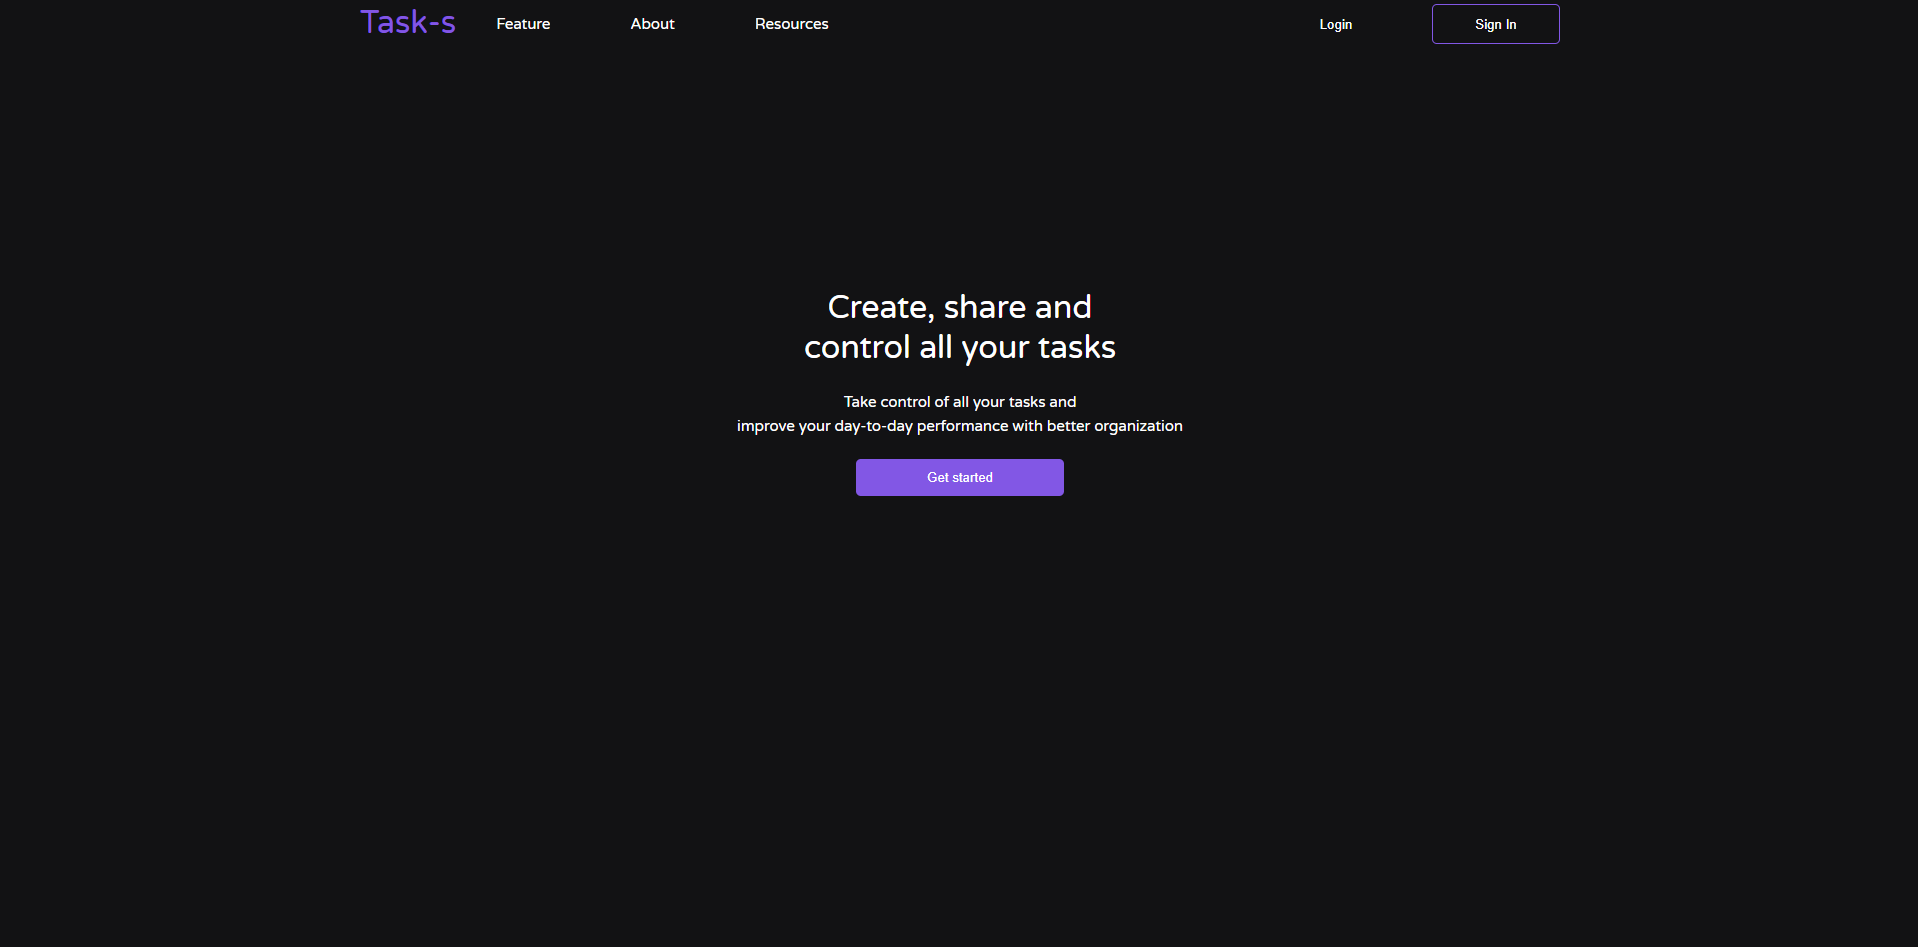 Task-s Feature About Resources Login Sign In
Create, share and
control all your tasks
Take control of all your tasks and
improve your day-to-day performance with better organization
Get started